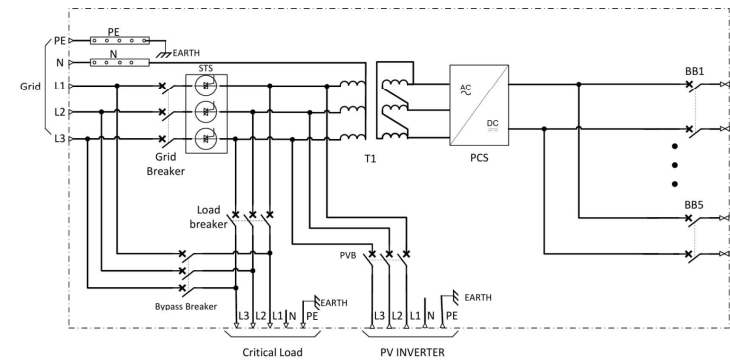 PE
PE
EARTH
N
N
STS
Grid
L1
L2
L3
Grid
Breaker
T1
AC
DC
PCS
BB1
BB5
Load
breaker
PVB
Bypass Breaker
L3 L2 L1 N PE
EARTH
L3 L2 L1 N PE
EARTH
Critical Load
PV INVERTER